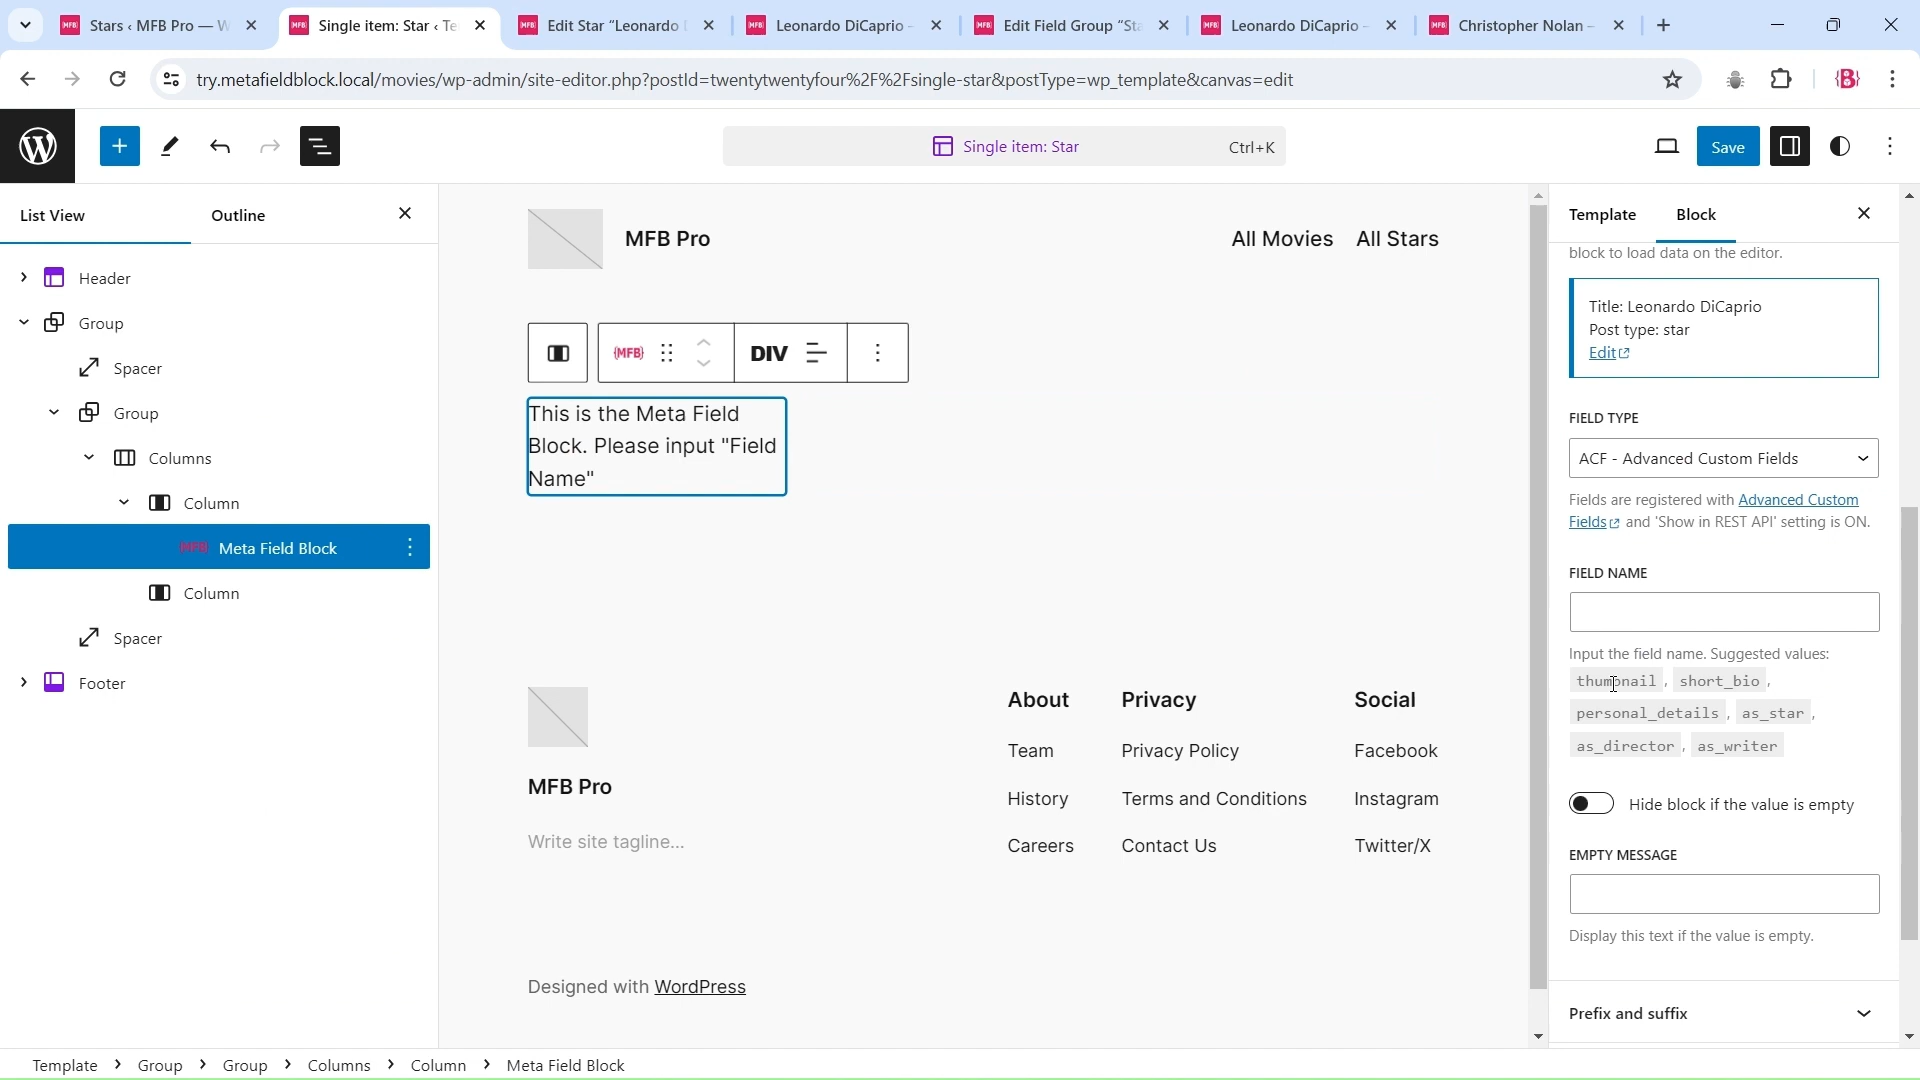 Stars ‹ MFB Pro — W
Single item: Star ‹ Te
Edit Star “Leonardo D
Leonardo DiCaprio –
Edit Field Group “Sta
Leonardo DiCaprio –
Christopher Nolan –
try.metafieldblock.local/movies/wp-admin/site-editor.php?postId=twentytwentyfour%2F%2Fsingle-star&postType=wp_template&canvas=edit
Single item: Star
Ctrl+K
Save
List View
Outline
Header
Group
Spacer
Group
Columns
Column
Meta Field Block
Column
Spacer
Footer
MFB Pro
All Movies
All Stars
{MFB}
DIV
This is the Meta Field
Block. Please input "Field
Name"
MFB Pro
Write site tagline...
About
Team
History
Careers
Privacy
Privacy Policy
Terms and Conditions
Contact Us
Social
Facebook
Instagram
Twitter/X
Designed with WordPress
Template
Block
block to load data on the editor.
Title: Leonardo DiCaprio
Post type: star
Edit
FIELD TYPE
ACF - Advanced Custom Fields
Fields are registered with Advanced Custom
Fields and 'Show in REST API' setting is ON.
FIELD NAME
Input the field name. Suggested values:
thumbnail , short_bio ,
personal_details , as_star ,
as_director , as_writer
Hide block if the value is empty
EMPTY MESSAGE
Display this text if the value is empty.
Prefix and suffix
Template › Group › Group › Columns › Column › Meta Field Block